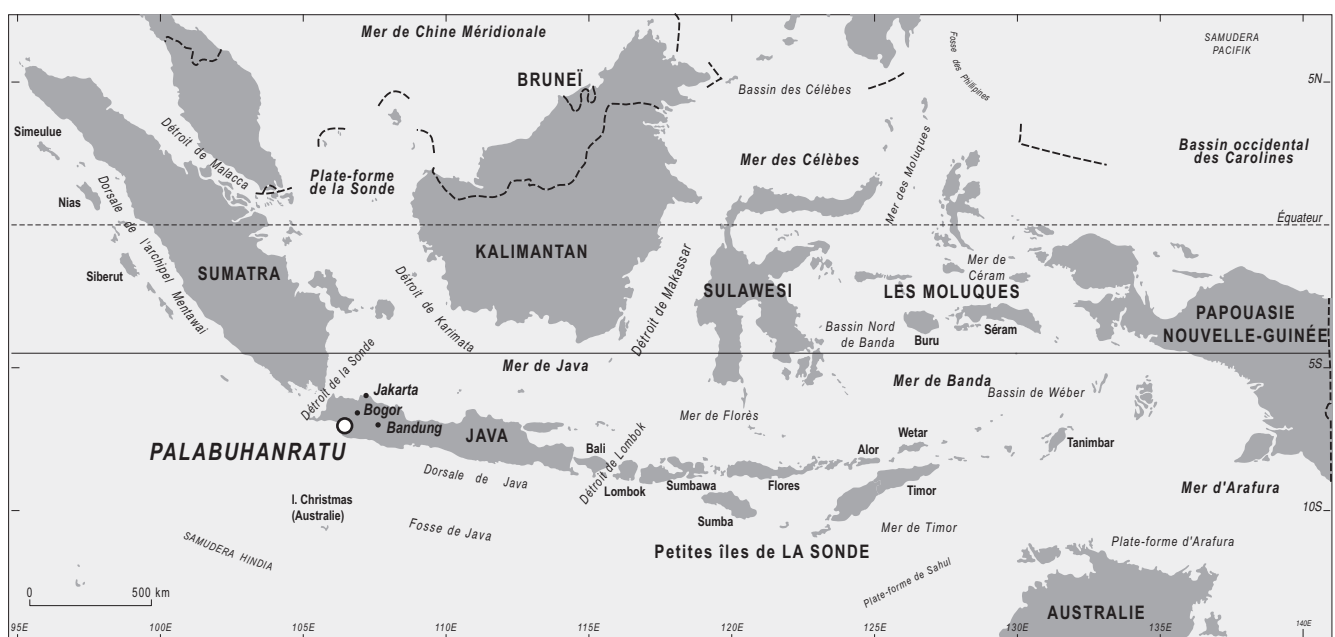 Mer de Chine Méridionale
SAMUDERA
PACIFIK
Fosse des Phillipines
5N
BRUNEÏ
Bassin des Célèbes
Simeulue
Détroit de Malacca
Plate-forme
de la Sonde
Mer des Célèbes
Mer des Moluques
Bassin occidental
des Carolines
Nias
Dorsale de l'archipel Mentawai
Équateur
Siberut
SUMATRA
KALIMANTAN
Détroit de Karimata
Détroit de Makassar
SULAWESI
Mer de
Céram
LES MOLUQUES
Bassin Nord
de Banda
Buru
Séram
PAPOUASIE
NOUVELLE-GUINÉE
Détroit de la Sonde
Mer de Java
5S
Jakarta
Bogor
Bandung
PALABUHANRATU
JAVA
Mer de Banda
Bassin de Wéber
Mer de Florès
Bali
Détroit de Lombok
Lombok
Sumbawa
Flores
Alor
Wetar
Tanimbar
Dorsale de Java
Sumba
Timor
Mer d'Arafura
I. Christmas
(Australie)
Fosse de Java
10S
SAMUDERA HINDIA
Mer de Timor
Petites îles de LA SONDE
Plate-forme d'Arafura
Plate-forme de Sahul
0 500 km
AUSTRALIE
95E 100E 105E 110E 115E 120E 125E 130E 135E 140E